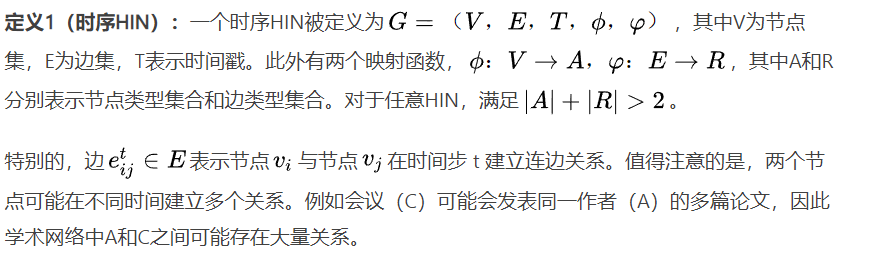 定义1（时序HIN）：一个时序HIN被定义为 G = （V，E，T，ϕ，φ），其中V为节点
集，E为边集，T表示时间戳。此外有两个映射函数，ϕ：V → A，φ：E → R，其中A和R
分别表示节点类型集合和边类型集合。对于任意HIN，满足 |A| + |R| > 2 。
特别的，边 e_{ij}^{t} ∈ E 表示节点 v_i 与节点 v_j 在时间步 t 建立连边关系。值得注意的是，两个节
点可能在不同时间建立多个关系。例如会议（C）可能会发表同一作者（A）的多篇论文，因此
学术网络中A和C之间可能存在大量关系。